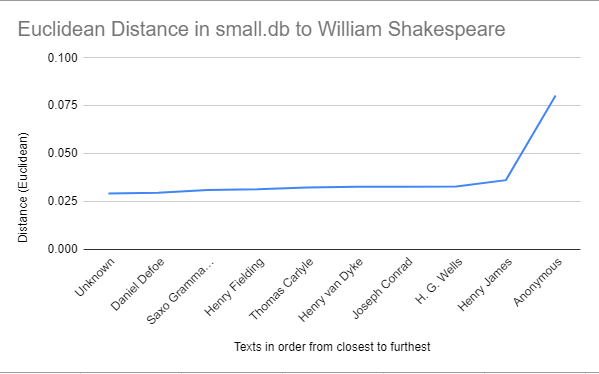 Euclidean Distance in small.db to William Shakespeare
Distance (Euclidean)
0.100
0.075
0.050
0.025
0.000
Unknown
Daniel Defoe
Saxo Gramma…
Henry Fielding
Thomas Carlyle
Henry van Dyke
Joseph Conrad
H. G. Wells
Henry James
Anonymous
Texts in order from closest to furthest